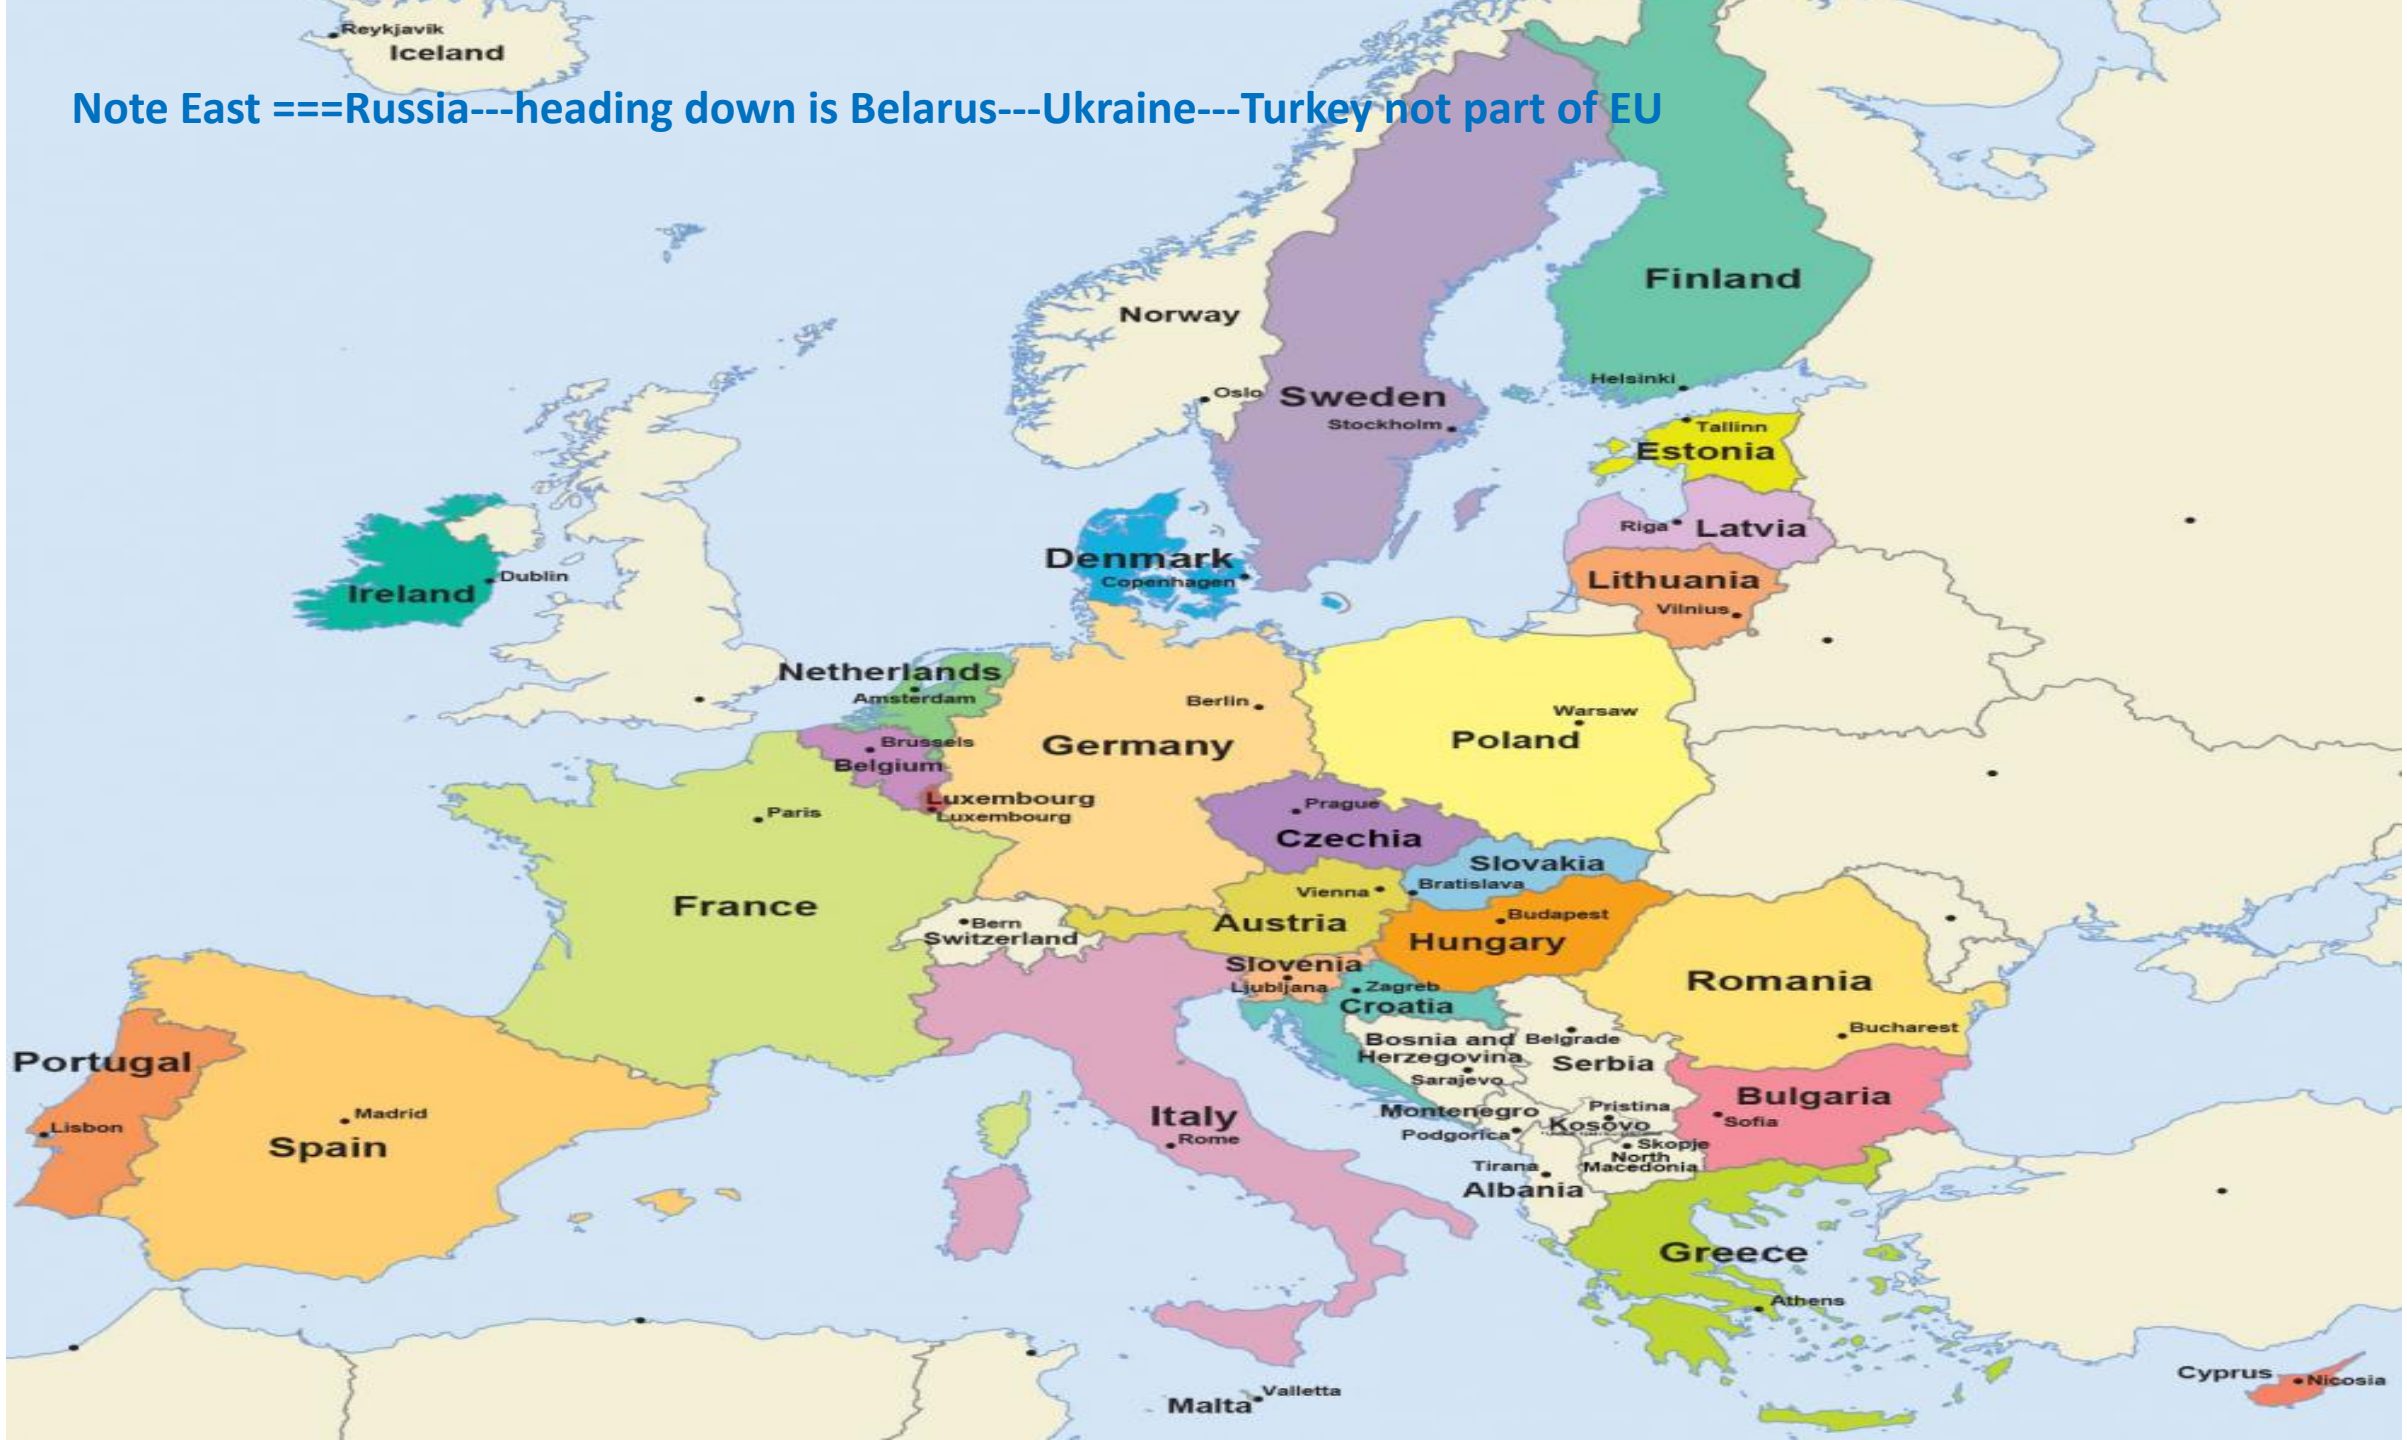 Reykjavík
Iceland
Note East ===Russia---heading down is Belarus---Ukraine---Turkey not part of EU
Finland
Norway
Helsinki
Oslo
Sweden
Stockholm
Tallinn
Estonia
Riga
Latvia
Denmark
Copenhagen
Dublin
Ireland
Lithuania
Vilnius
Netherlands
Amsterdam
Berlin
Warsaw
Poland
Brussels
Germany
Belgium
Luxembourg
Luxembourg
Paris
Prague
Czechia
Slovakia
Bratislava
Vienna
France
Bern
Switzerland
Austria
Budapest
Hungary
Slovenia
Ljubljana
Zagreb
Croatia
Romania
Bucharest
Bosnia and
Herzegovina
Sarajevo
Belgrade
Serbia
Portugal
Lisbon
Madrid
Spain
Italy
Rome
Montenegro
Podgorica
Pristina
Kosovo
Bulgaria
Sofia
Skopje
North
Macedonia
Tirana
Albania
Greece
Athens
Malta
Valletta
Cyprus
Nicosia